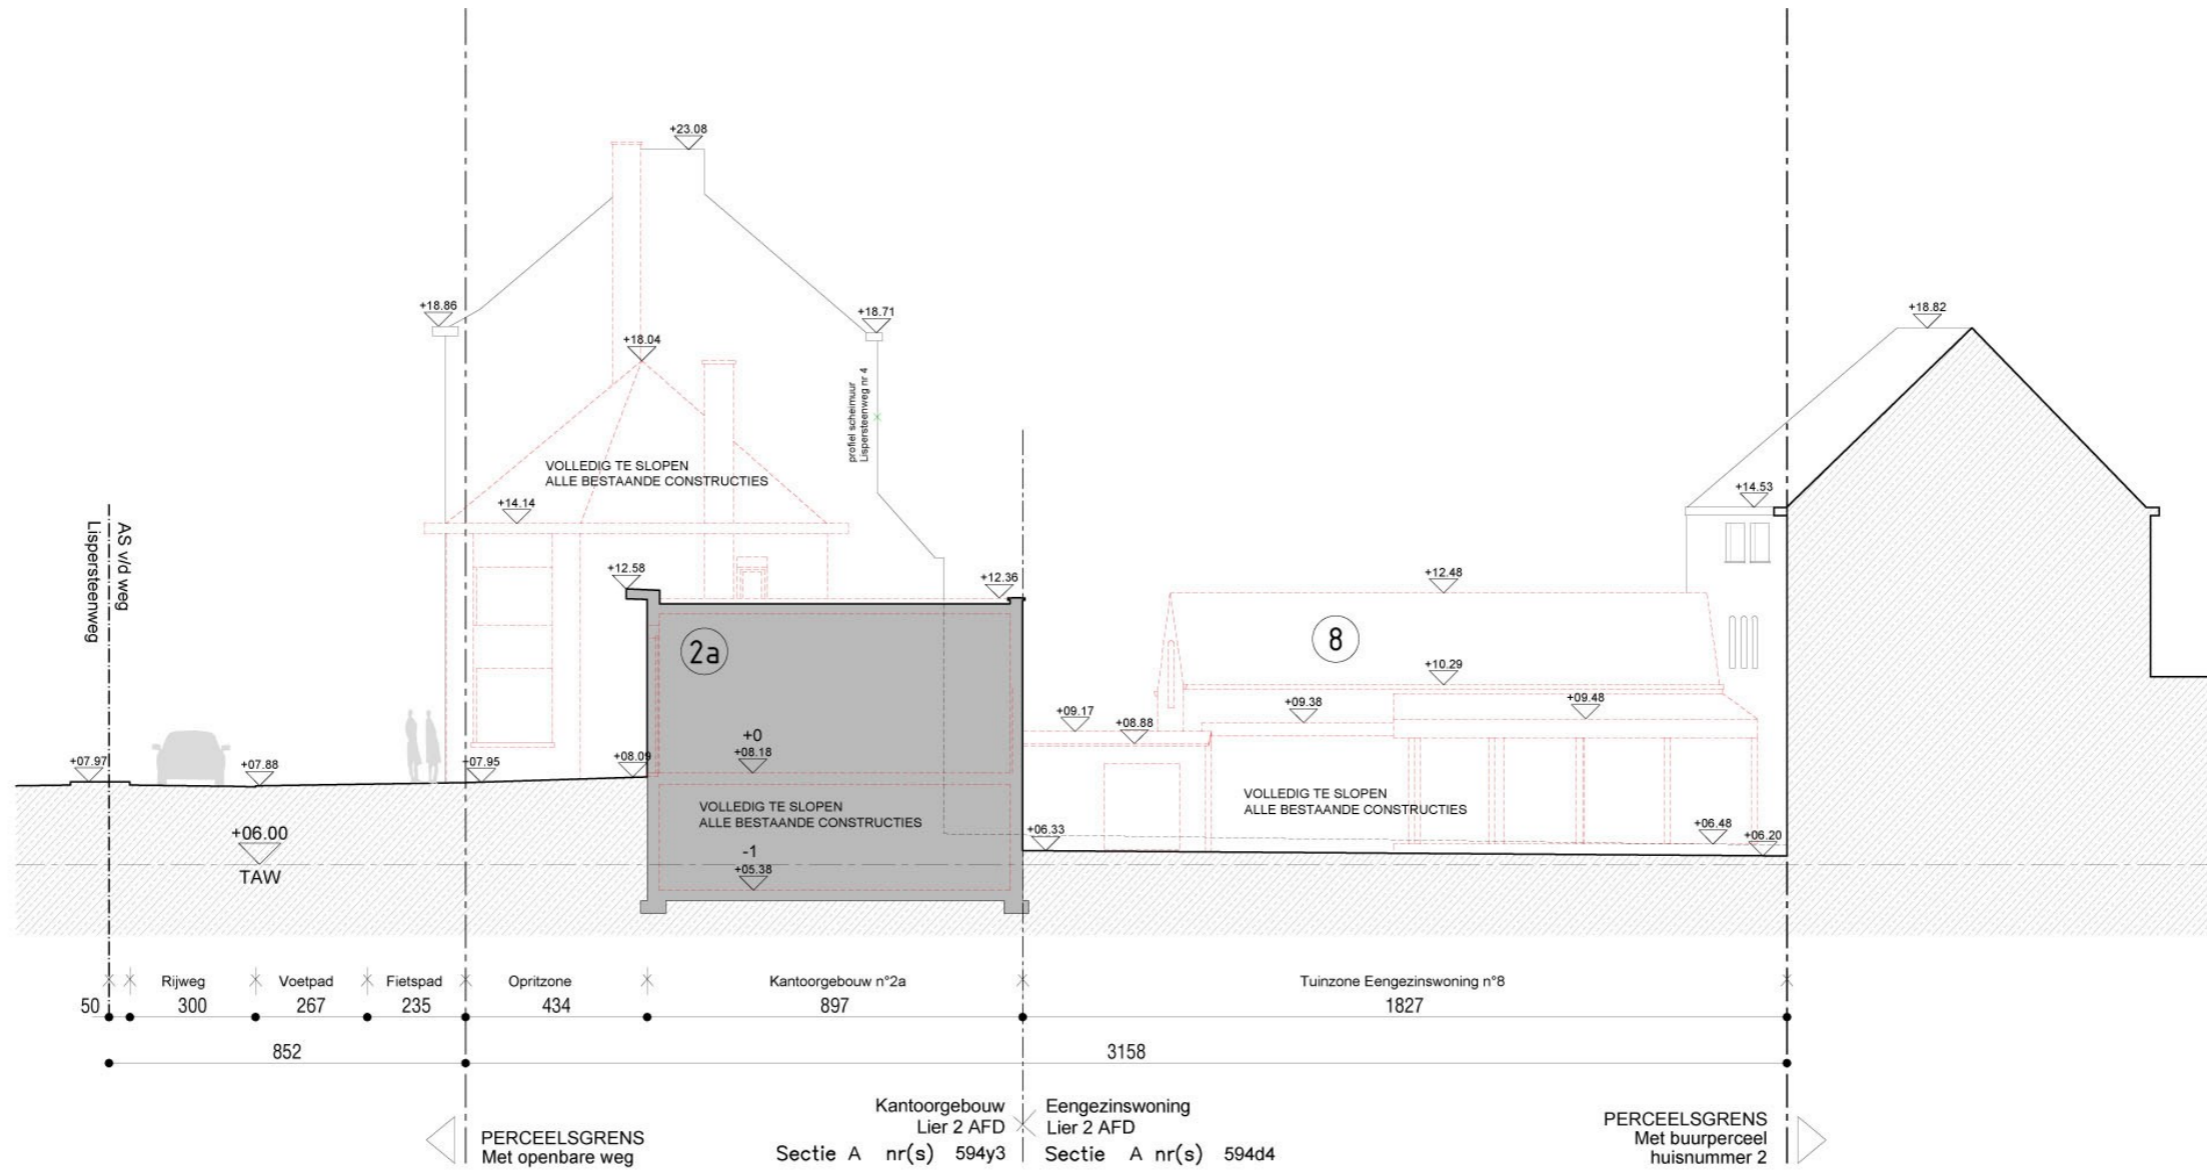 +23.08
+18.86
+18.71
+18.82
+18.04
profiel scheimuur
Lispersteenweg nr 4
VOLLEDIG TE SLOPEN
ALLE BESTAANDE CONSTRUCTIES
+14.14
+14.53
AS v/d weg
Lispersteenweg
+12.58
+12.36
+12.48
2a
8
+10.29
+09.48
+09.38
+09.17
+08.88
+0
+08.18
+08.09
+07.97
+07.88
+07.95
VOLLEDIG TE SLOPEN
ALLE BESTAANDE CONSTRUCTIES
VOLLEDIG TE SLOPEN
ALLE BESTAANDE CONSTRUCTIES
+06.00
TAW
-1
+05.38
+06.33
+06.48
+06.20
Rijweg Voetpad Fietspad Opritzone Kantoorgebouw n°2a Tuinzone Eengezinswoning n°8
50 300 267 235 434 897 1827
852 3158
PERCEELSGRENS
Met openbare weg
Kantoorgebouw
Lier 2 AFD
Sectie A nr(s) 594y3
Eengezinswoning
Lier 2 AFD
Sectie A nr(s) 594d4
PERCEELSGRENS
Met buurperceel
huisnummer 2